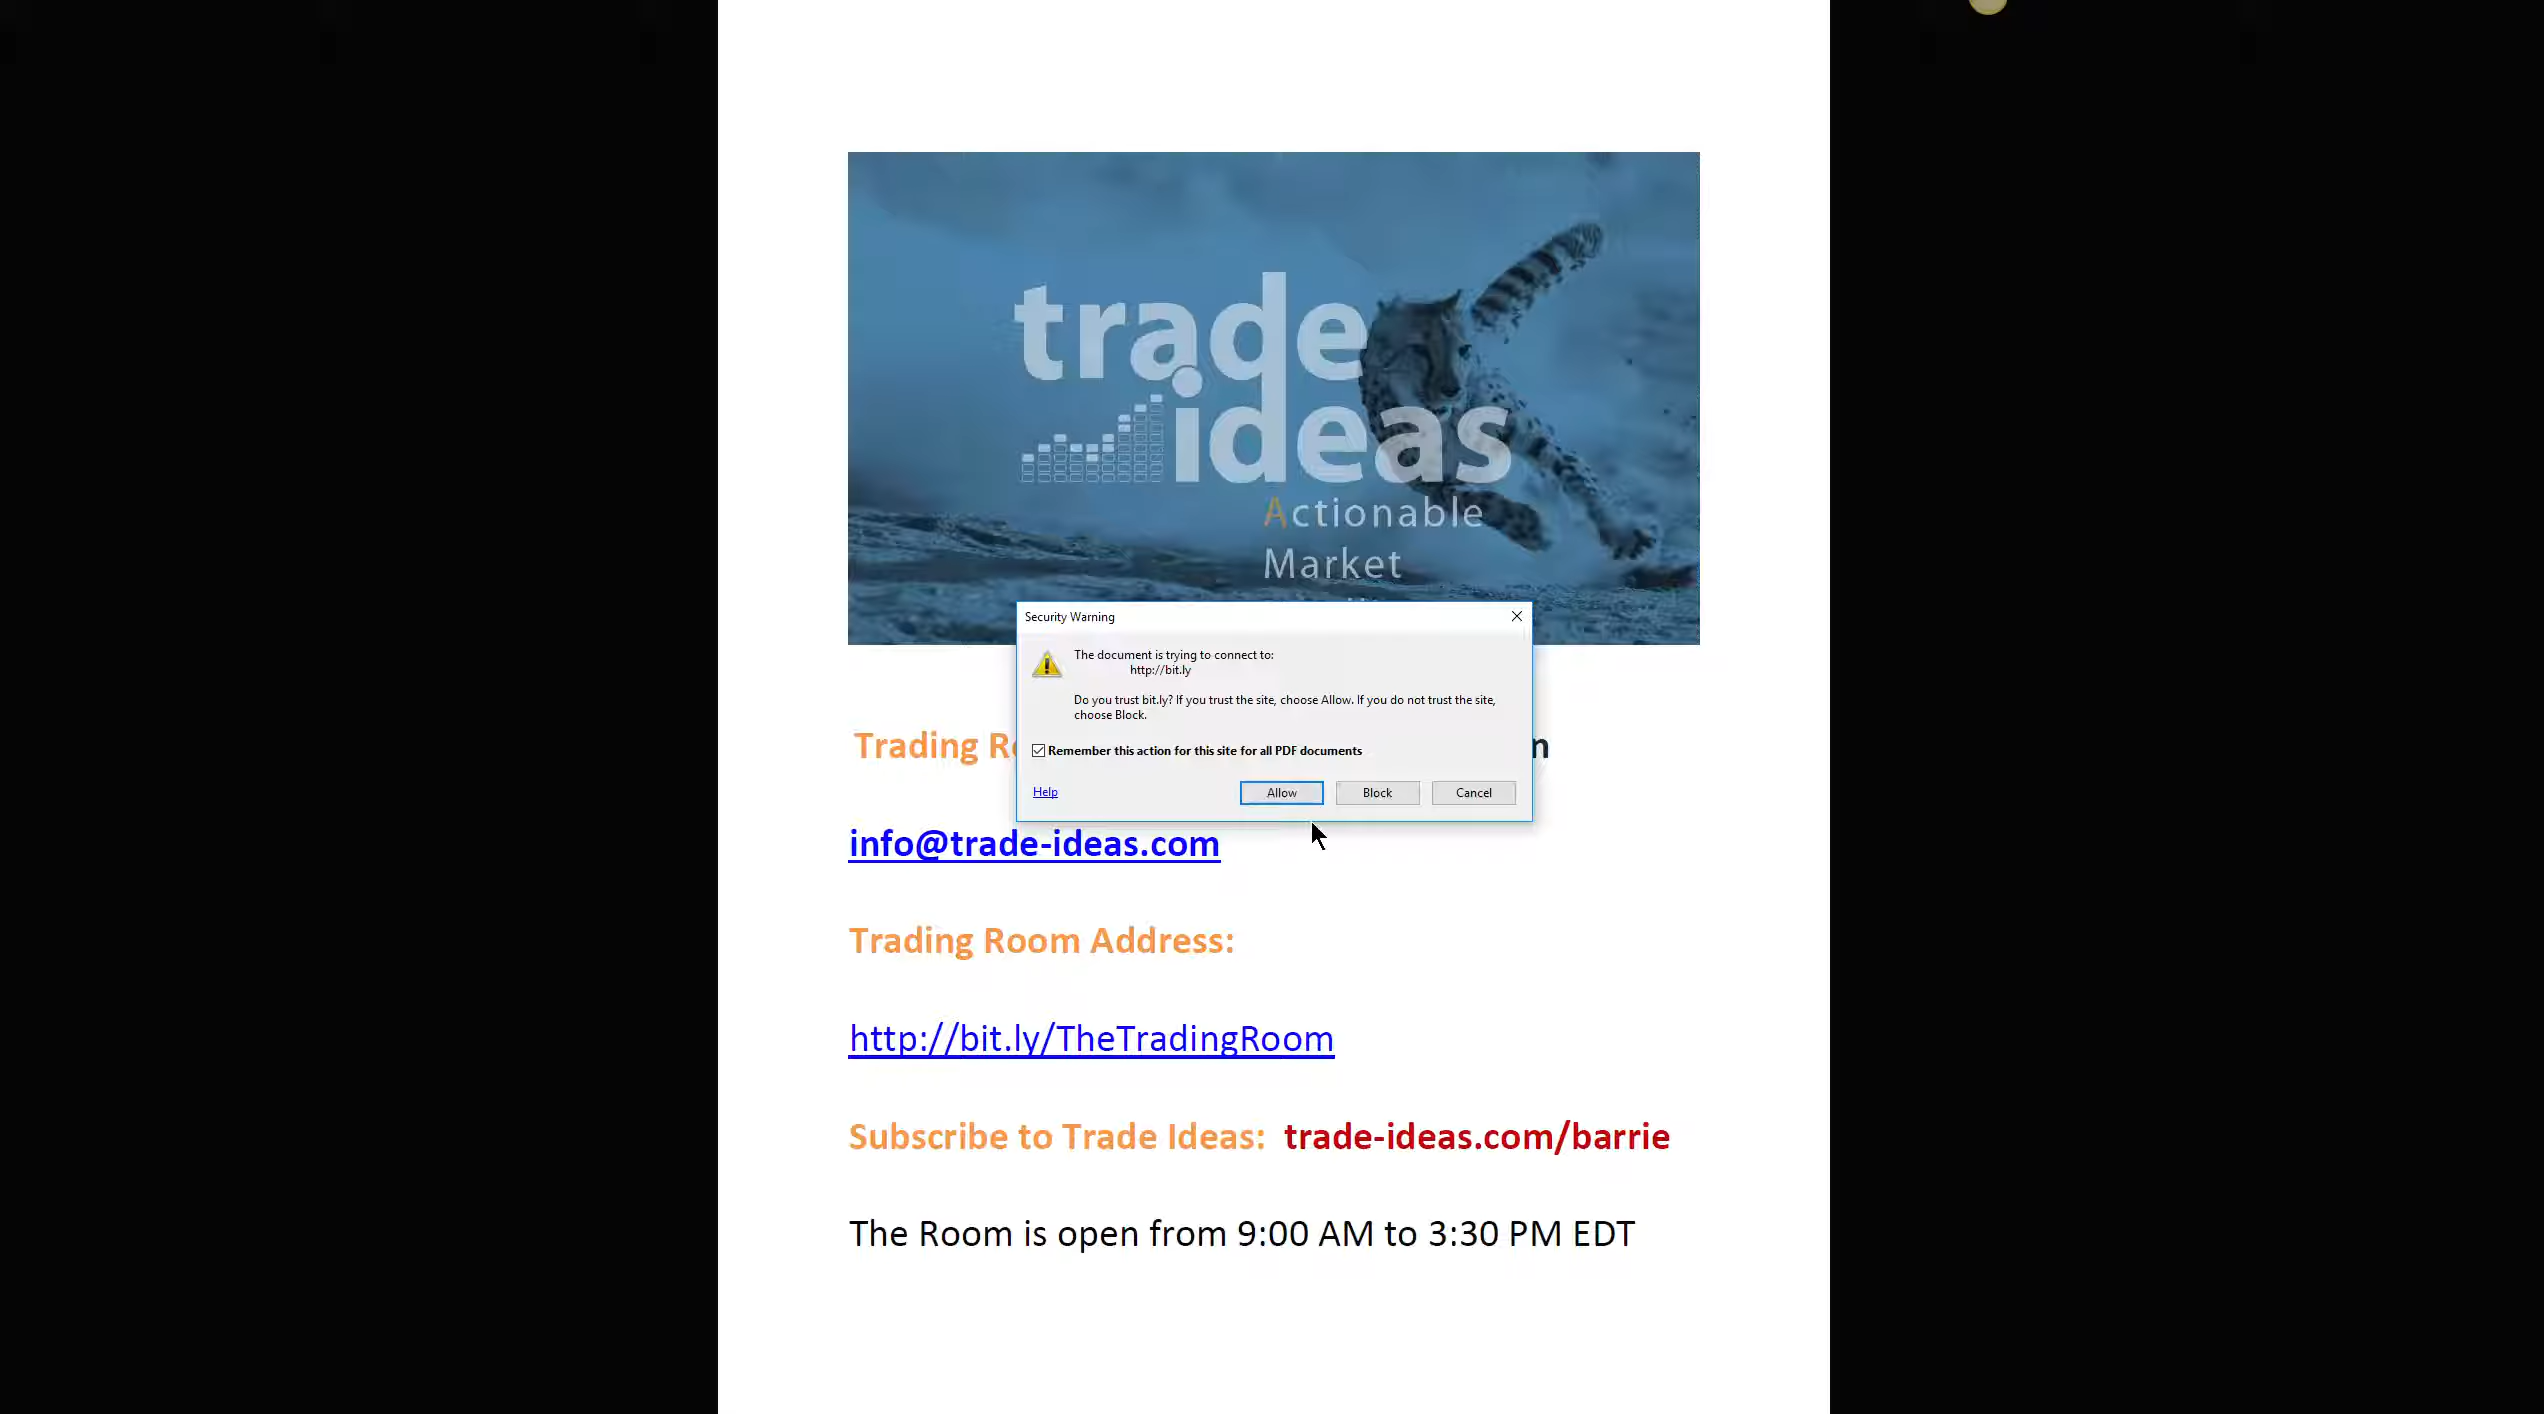 trade
ideas
Actionable
Market
Security Warning
The document is trying to connect to:
http://bit.ly
Do you trust bit.ly? If you trust the site, choose Allow. If you do not trust the site,
choose Block.
Trading
Remember this action for this site for all PDF documents
Help
Allow
Block
Cancel
info@trade-ideas.com
Trading Room Address:
http://bit.ly/TheTradingRoom
Subscribe to Trade Ideas: trade-ideas.com/barrie
The Room is open from 9:00 AM to 3:30 PM EDT